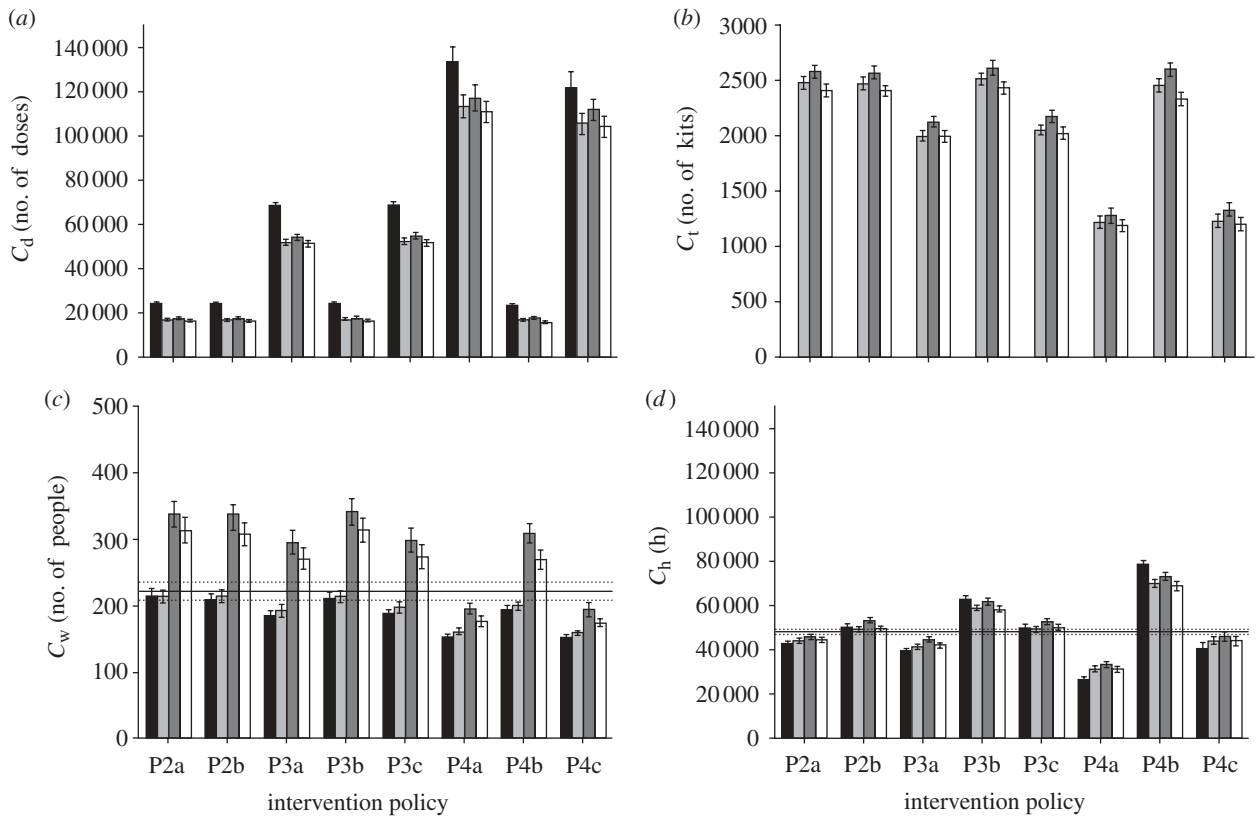 (a)
140 000
120 000
100 000
80 000
60 000
40 000
20 000
0
C_d (no. of doses)
(b)
3000
2500
2000
1500
1000
500
0
C_t (no. of kits)
(c)
500
400
300
200
100
0
C_w (no. of people)
P2a P2b P3a P3b P3c P4a P4b P4c
intervention policy
(d)
140 000
120 000
100 000
80 000
60 000
40 000
20 000
0
C_h (h)
P2a P2b P3a P3b P3c P4a P4b P4c
intervention policy